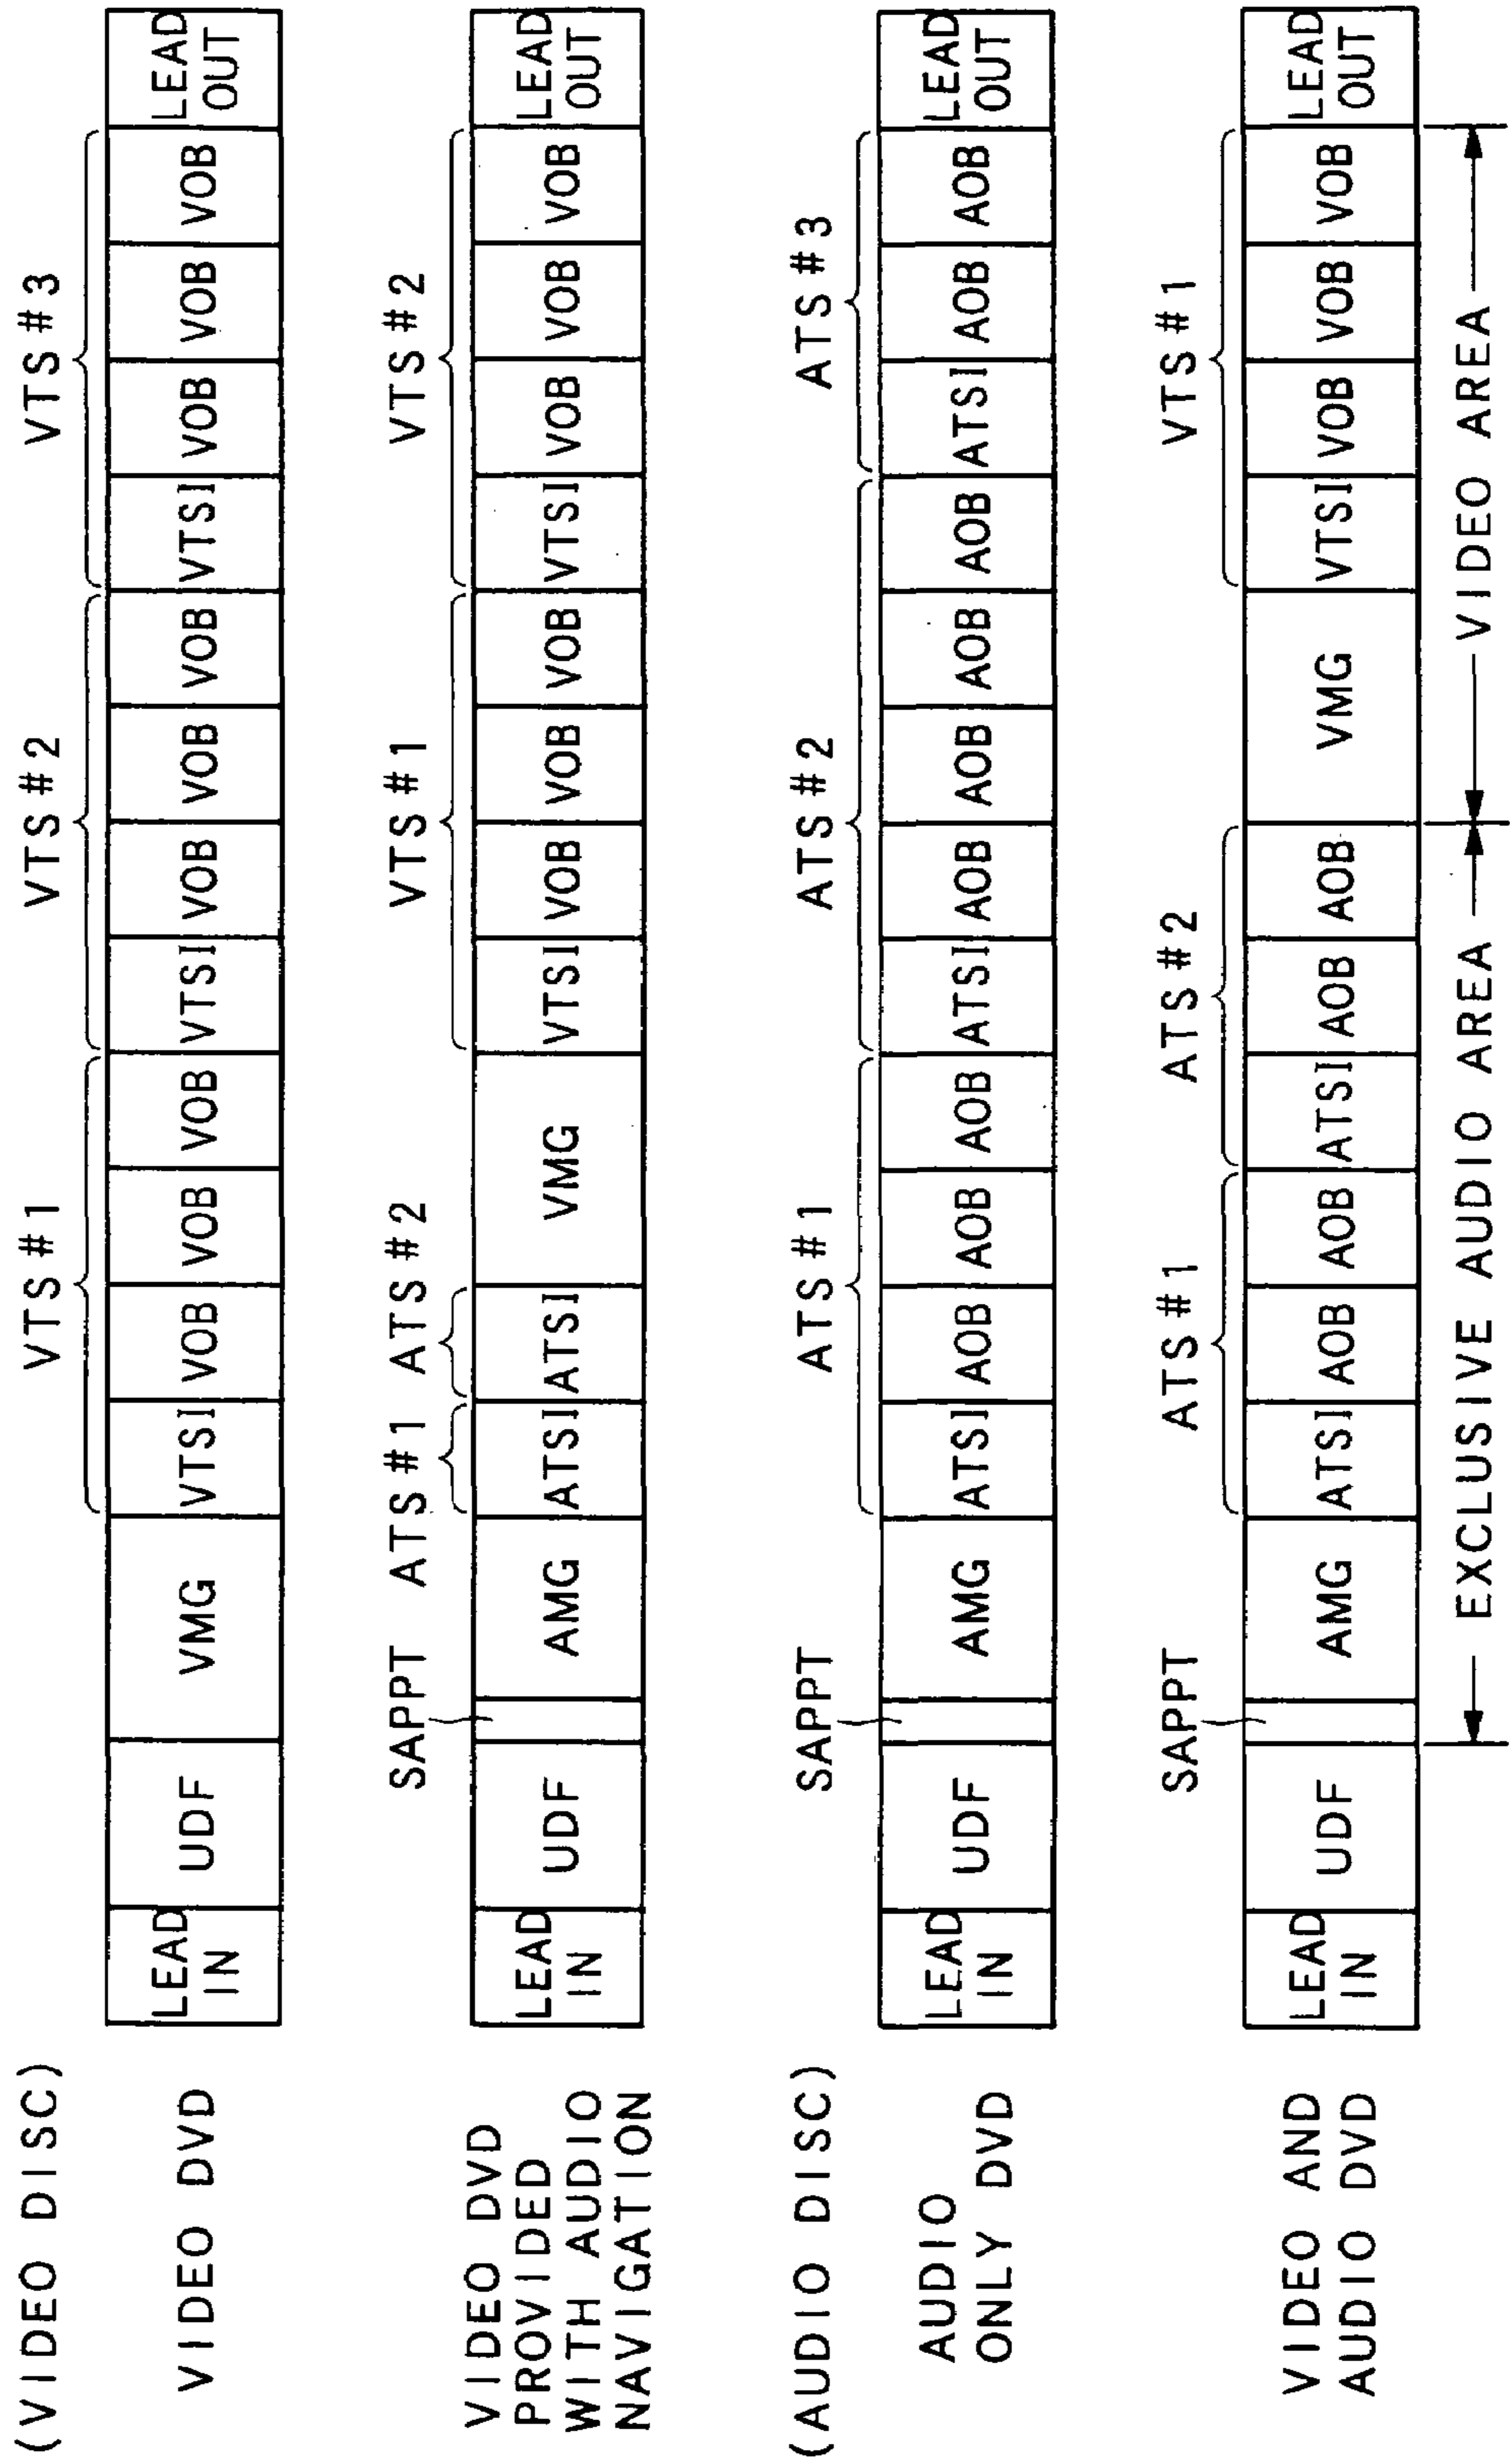 (VIDEO DISC)
VTS#1 VTS#2 VTS#3
VIDEO DVD
LEAD IN UDF VMG VTSI VOB VOB VOB VTSI VOB VOB VOB VTSI VOB VOB VOB LEAD OUT
SAPPT ATS#1 ATS#2 VTS#1 VTS#2
VIDEO DVD
PROVIDED
WITH AUDIO
NAVIGATION
LEAD IN UDF AMG ATSI ATSI VMG VTSI VOB VOB VOB VTSI VOB VOB VOB LEAD OUT
(AUDIO DISC)
SAPPT ATS#1 ATS#2 ATS#3
AUDIO
ONLY DVD
LEAD IN UDF AMG ATSI AOB AOB AOB ATSI AOB AOB AOB AOB ATSI AOB AOB LEAD OUT
SAPPT ATS#1 ATS#2 VTS#1
VIDEO AND
AUDIO DVD
LEAD IN UDF AMG ATSI AOB AOB ATSI AOB AOB VMG VTSI VOB VOB VOB LEAD OUT
EXCLUSIVE AUDIO AREA VIDEO AREA